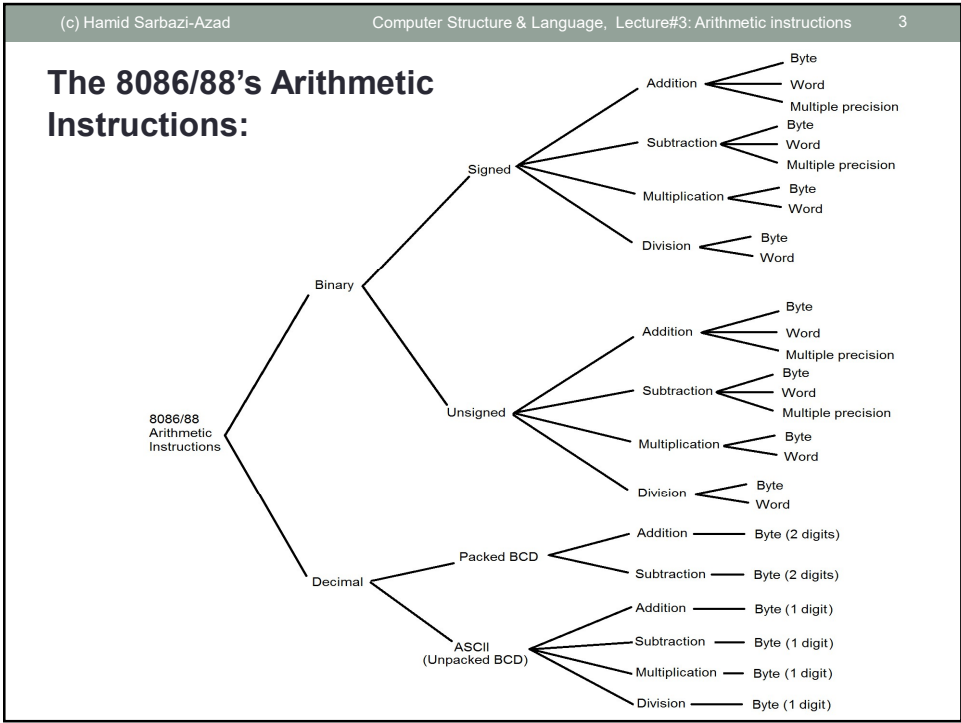 (c) Hamid Sarbazi-Azad Computer Structure & Language, Lecture#3: Arithmetic instructions 3
The 8086/88's Arithmetic
Instructions:
8086/88
Arithmetic
Instructions
Binary
Signed
Addition
Byte
Word
Multiple precision
Subtraction
Byte
Word
Multiple precision
Multiplication
Byte
Word
Division
Byte
Word
Unsigned
Addition
Byte
Word
Multiple precision
Subtraction
Byte
Word
Multiple precision
Multiplication
Byte
Word
Division
Byte
Word
Decimal
Packed BCD
Addition
Byte (2 digits)
Subtraction
Byte (2 digits)
ASCII
(Unpacked BCD)
Addition
Byte (1 digit)
Subtraction
Byte (1 digit)
Multiplication
Byte (1 digit)
Division
Byte (1 digit)